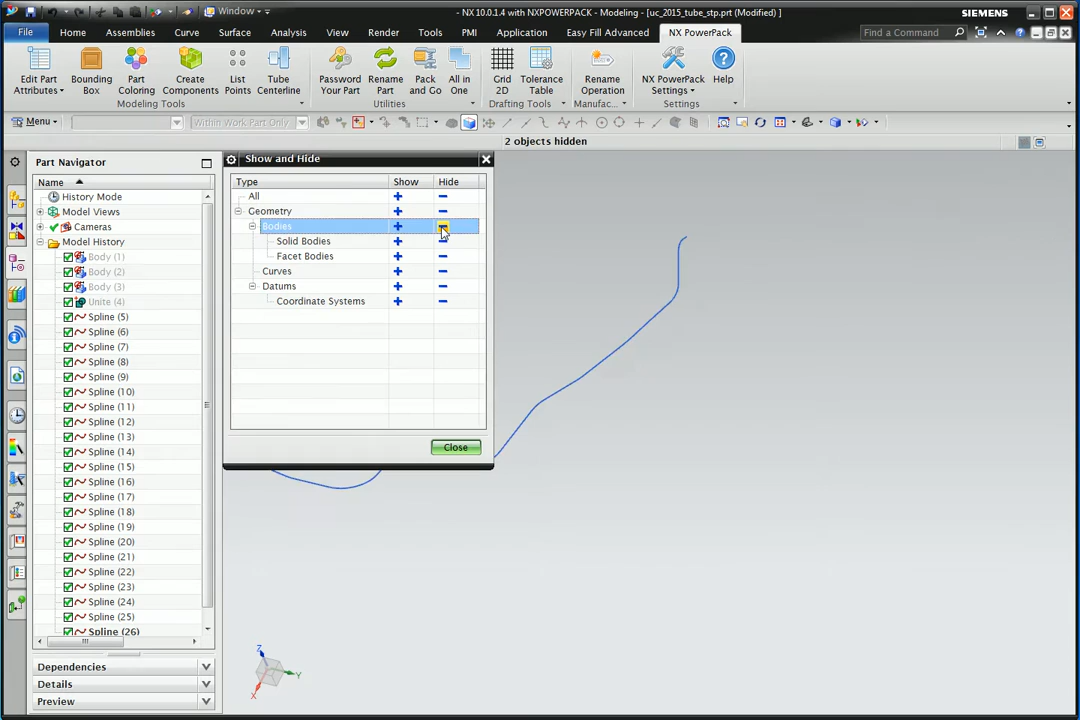 Window
- NX 10.0.1.4 with NXPOWERPACK - Modeling - [uc_2015_tube_stp.prt (Modified) ]
SIEMENS
File Home Assemblies Curve Surface Analysis View Render Tools PMI Application Easy Fill Advanced NX PowerPack
Find a Command
Edit Part Attributes
Bounding Box
Part Coloring
Create Components
List Points
Tube Centerline
Password Your Part
Rename Part
Pack and Go
All in One
Grid 2D
Tolerance Table
Rename Operation
NX PowerPack Settings
Help
Modeling Tools
Utilities
Drafting Tools
Manufac...
Settings
Menu
Within Work Part Only
2 objects hidden
Part Navigator
Name
History Mode
Model Views
Cameras
Model History
Body (1)
Body (2)
Body (3)
Unite (4)
Spline (5)
Spline (6)
Spline (7)
Spline (8)
Spline (9)
Spline (10)
Spline (11)
Spline (12)
Spline (13)
Spline (14)
Spline (15)
Spline (16)
Spline (17)
Spline (18)
Spline (19)
Spline (20)
Spline (21)
Spline (22)
Spline (23)
Spline (24)
Spline (25)
Spline (26)
Dependencies
Details
Preview
Show and Hide
Type Show Hide
All
Geometry
Bodies
Solid Bodies
Facet Bodies
Curves
Datums
Coordinate Systems
Close
Z
Y
X